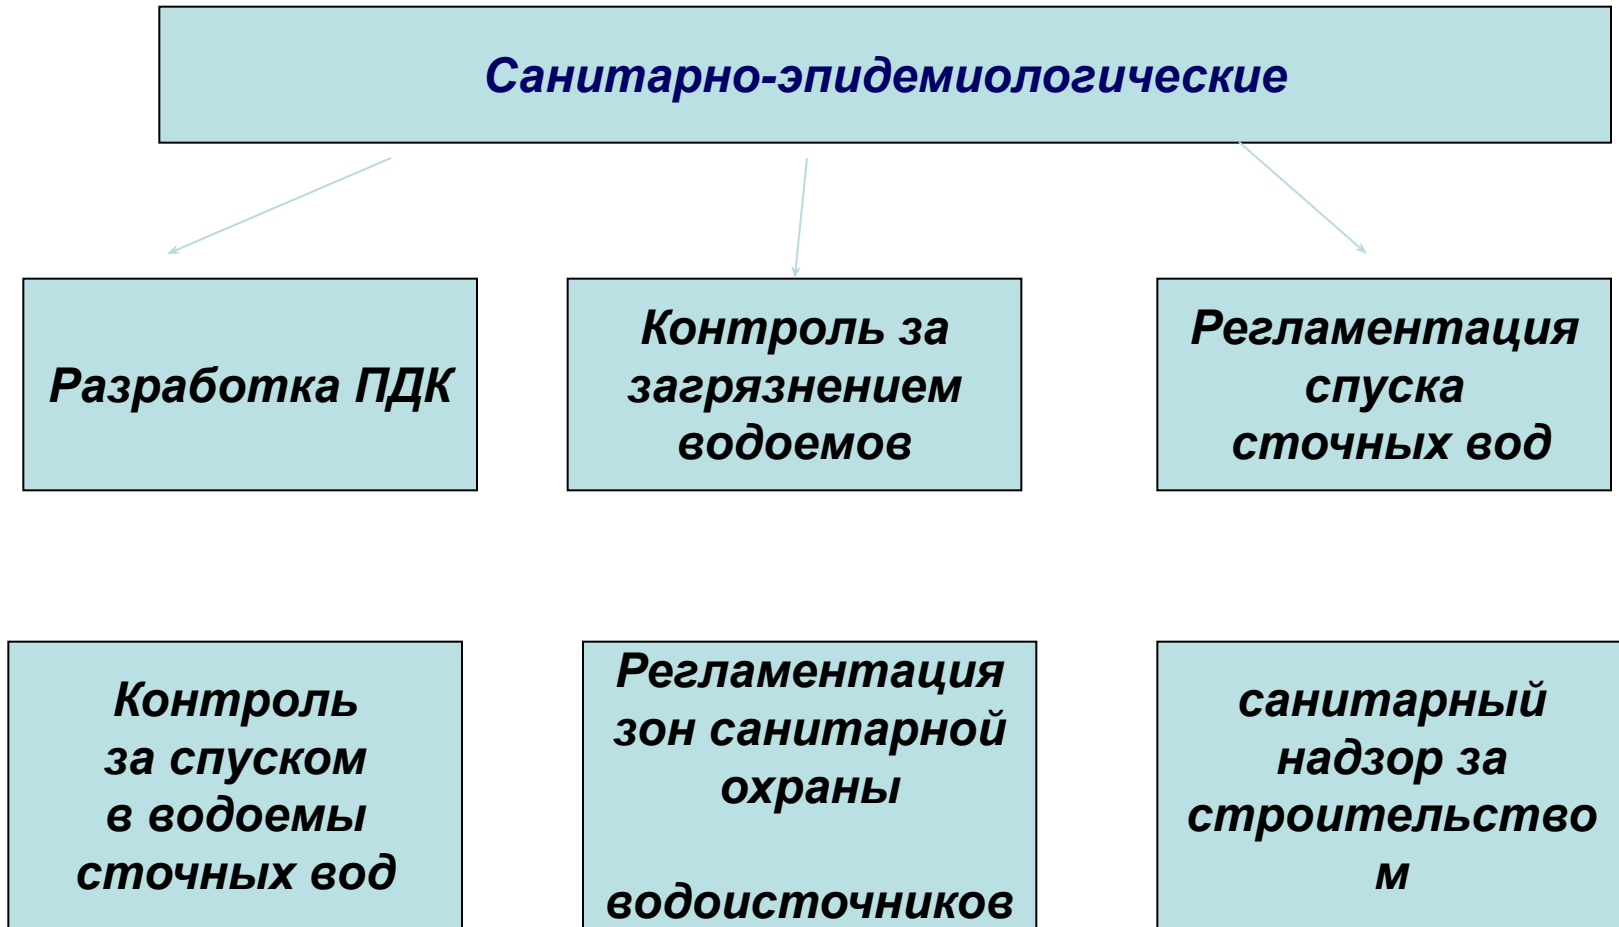 Санитарно-эпидемиологические
Разработка ПДК
Контроль за
загрязнением
водоемов
Регламентация
спуска
сточных вод
Контроль
за спуском
в водоемы
сточных вод
Регламентация
зон санитарной
охраны
водоисточников
санитарный
надзор за
строительство
м